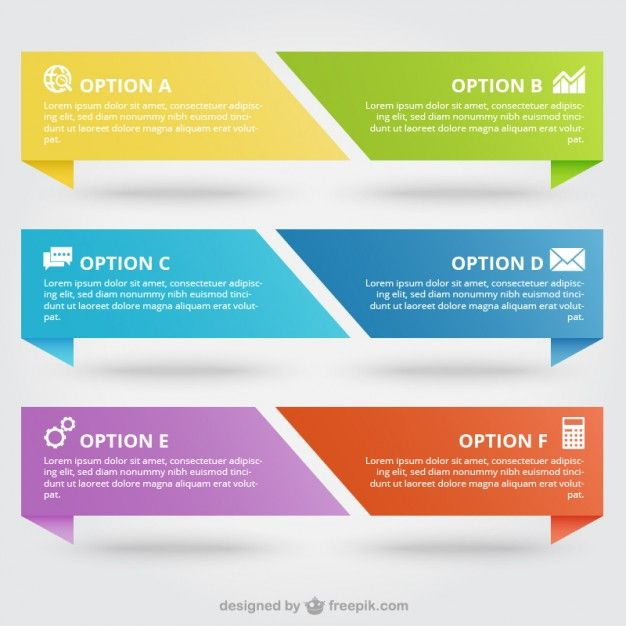 OPTION A
Lorem ipsum dolor sit amet, consectetuer adipisc-
ing elit, sed diam nonummy nibh euismod tinci-
dunt ut laoreet dolore magna aliquam erat volut-
pat.
OPTION B
Lorem ipsum dolor sit amet, consectetuer adipisc-
ing elit, sed diam nonummy nibh euismod tinci-
dunt ut laoreet dolore magna aliquam erat volut-
pat.
OPTION C
Lorem ipsum dolor sit amet, consectetuer adipisc-
ing elit, sed diam nonummy nibh euismod tinci-
dunt ut laoreet dolore magna aliquam erat volut-
pat.
OPTION D
Lorem ipsum dolor sit amet, consectetuer adipisc-
ing elit, sed diam nonummy nibh euismod tinci-
dunt ut laoreet dolore magna aliquam erat volut-
pat.
OPTION E
Lorem ipsum dolor sit amet, consectetuer adipisc-
ing elit, sed diam nonummy nibh euismod tinci-
dunt ut laoreet dolore magna aliquam erat volut-
pat.
OPTION F
Lorem ipsum dolor sit amet, consectetuer adipisc-
ing elit, sed diam nonummy nibh euismod tinci-
dunt ut laoreet dolore magna aliquam erat volut-
pat.
designed by freepik.com